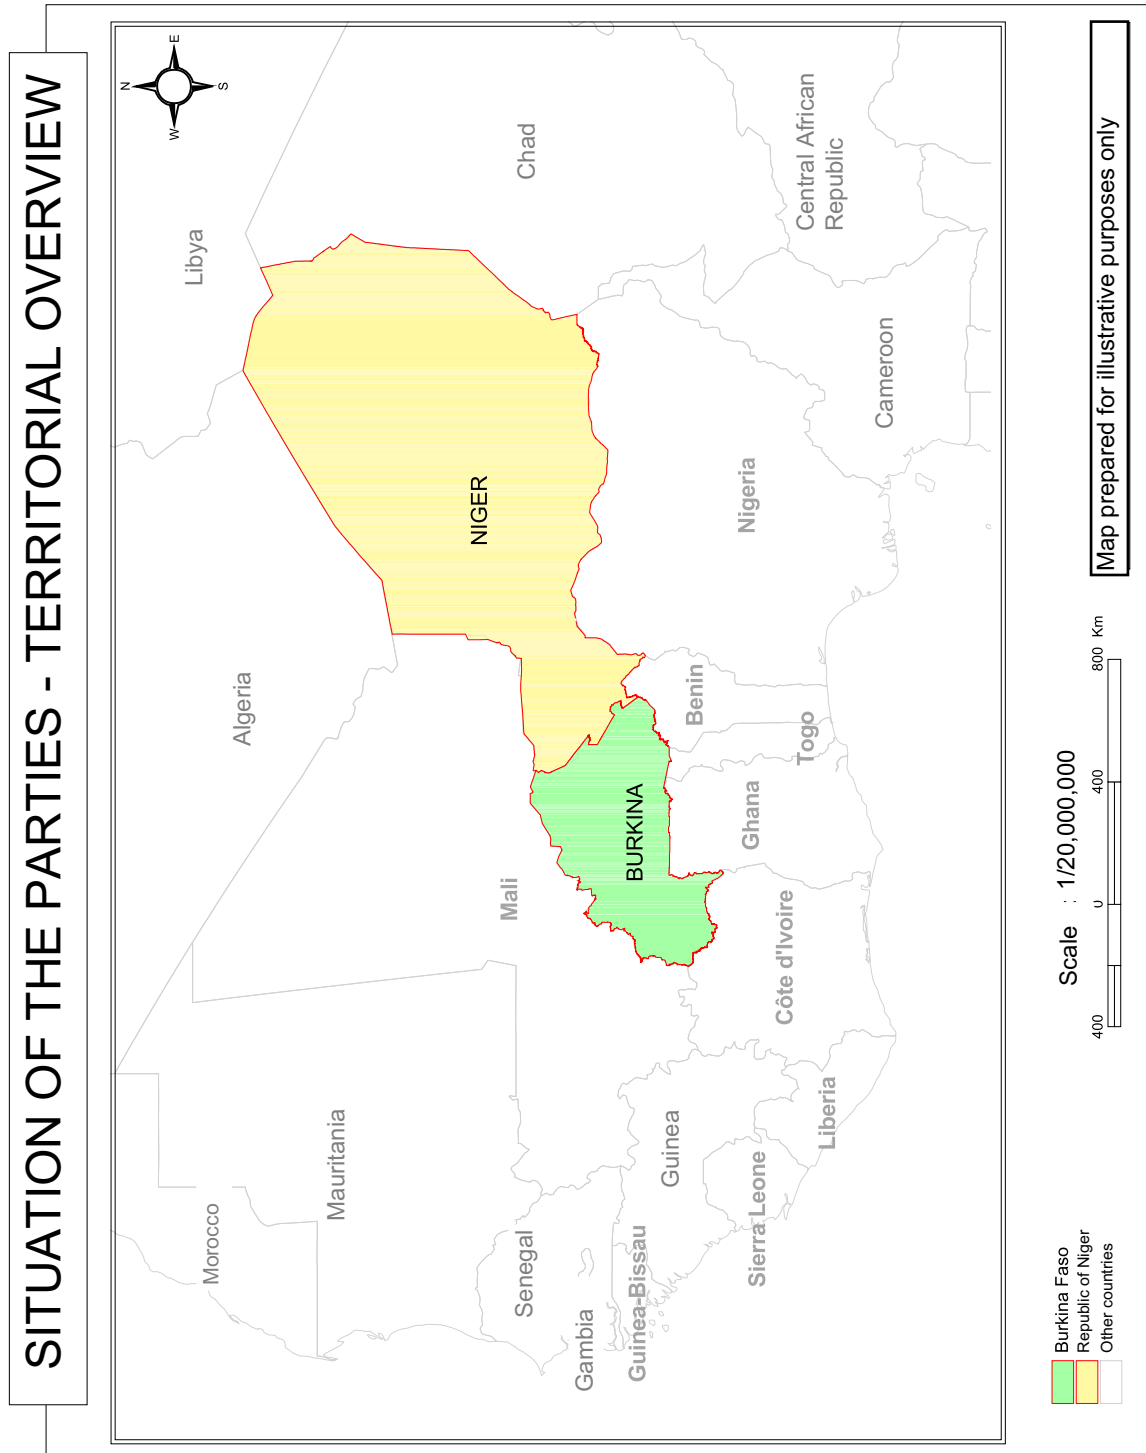 SITUATION OF THE PARTIES - TERRITORIAL OVERVIEW
N
E
W
S
Libya
Chad
Algeria
Morocco
Mauritania
NIGER
Mali
Central African
Republic
Senegal
BURKINA
Nigeria
Benin
Cameroon
Gambia
Guinea-Bissau
Guinea
Togo
Ghana
Côte d'Ivoire
Sierra Leone
Liberia
Burkina Faso
Republic of Niger
Other countries
Scale : 1/20,000,000
400 0 400 800 Km
Map prepared for illustrative purposes only